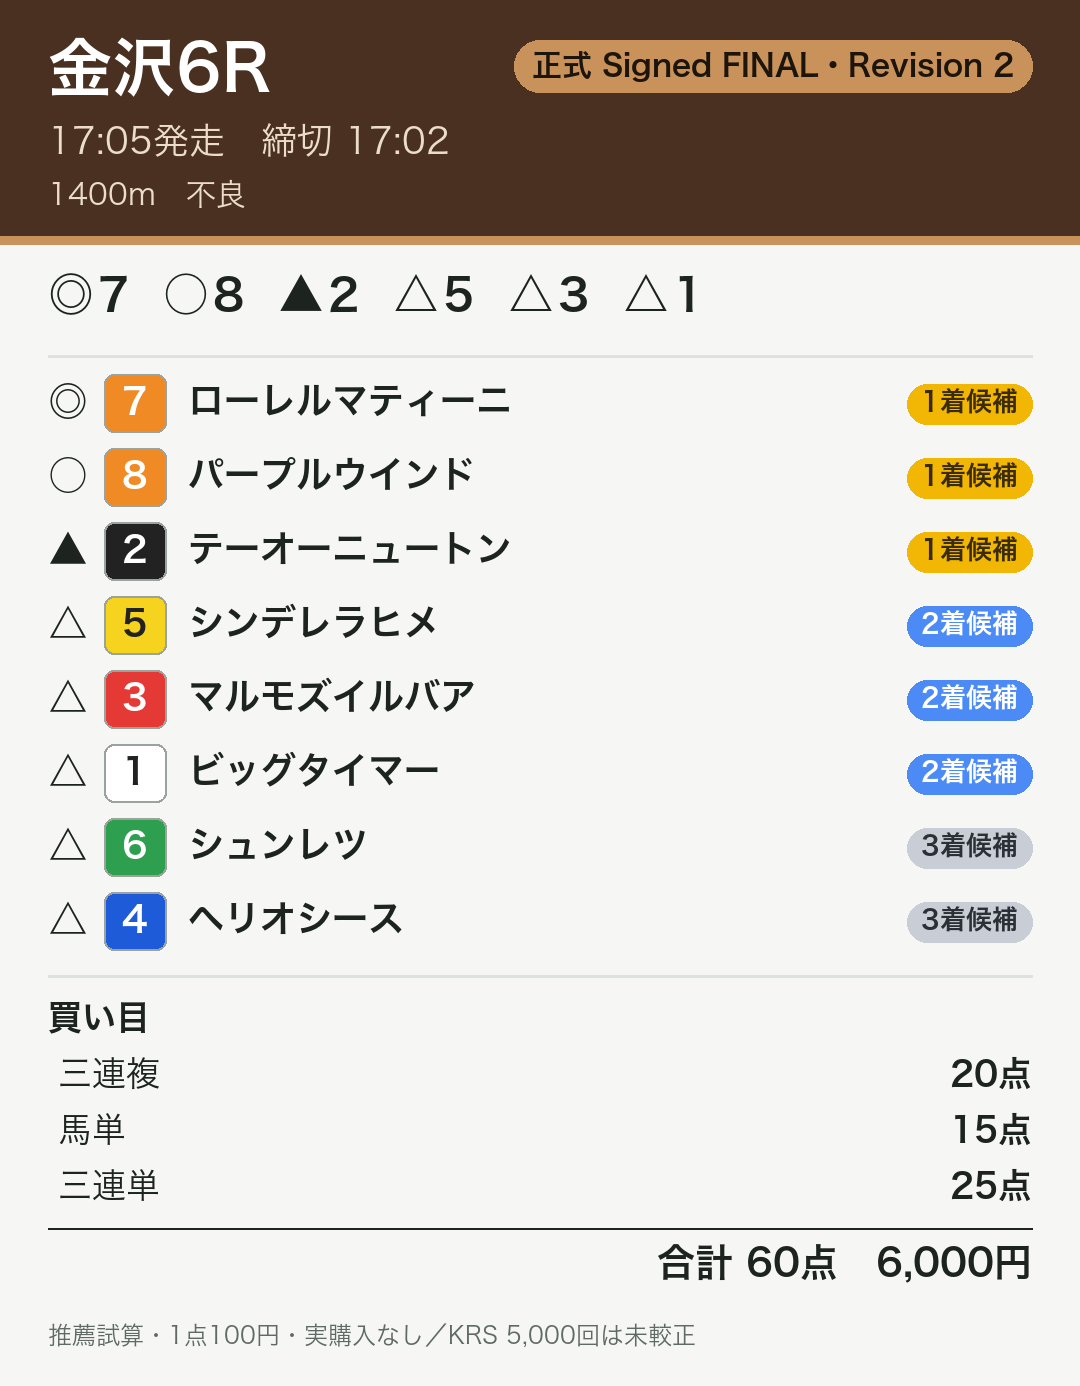 金沢6R
正式 Signed FINAL・Revision 2
17:05発走　締切 17:02
1400m　不良
◎7 ○8 ▲2 △5 △3 △1
◎ 7 ローレルマティーニ 1着候補
○ 8 パープルウインド 1着候補
▲ 2 テーオーニュートン 1着候補
△ 5 シンデレラヒメ 2着候補
△ 3 マルモズイルバア 2着候補
△ 1 ビッグタイマー 2着候補
△ 6 シュンレツ 3着候補
△ 4 ヘリオシース 3着候補
買い目
三連複 20点
馬単 15点
三連単 25点
合計 60点　6,000円
推薦試算・1点100円・実購入なし／KRS 5,000回は未較正